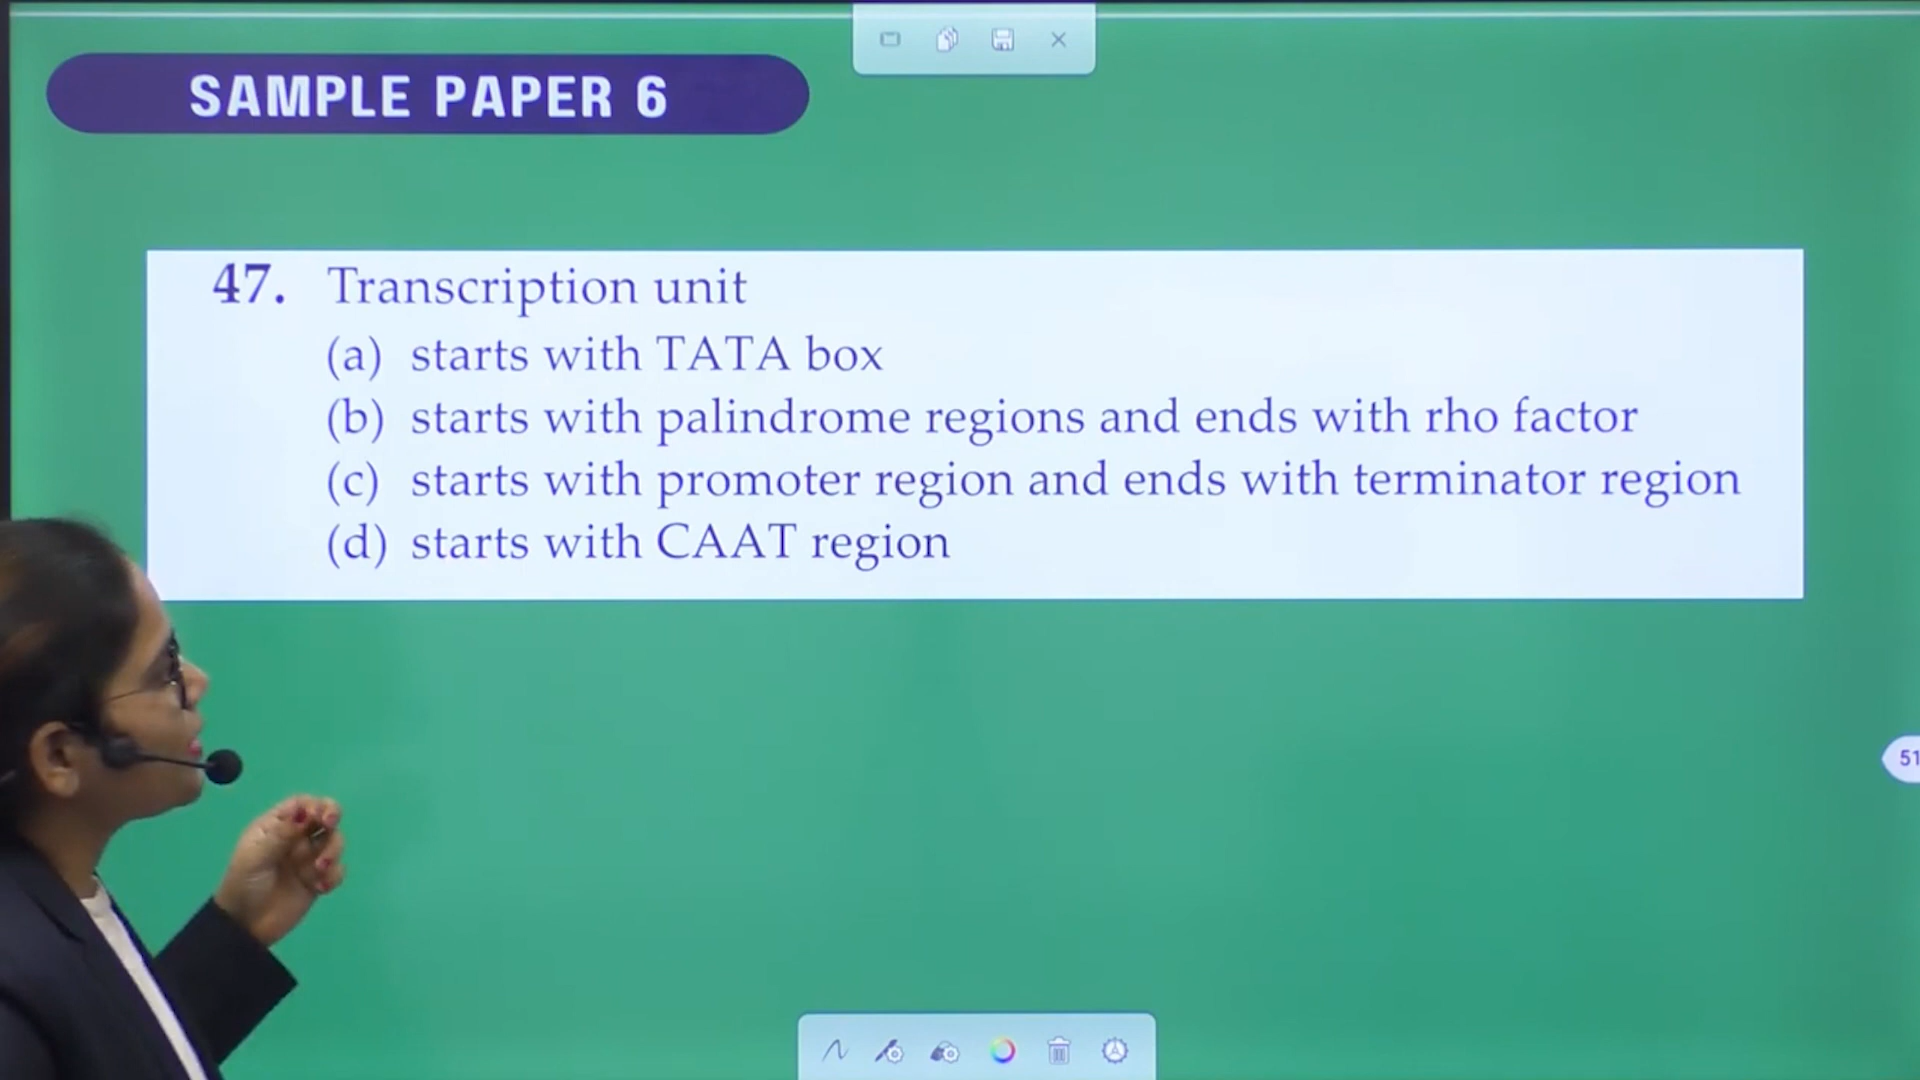 SAMPLE PAPER 6
47. Transcription unit
(a) starts with TATA box
(b) starts with palindrome regions and ends with rho factor
(c) starts with promoter region and ends with terminator region
(d) starts with CAAT region
51